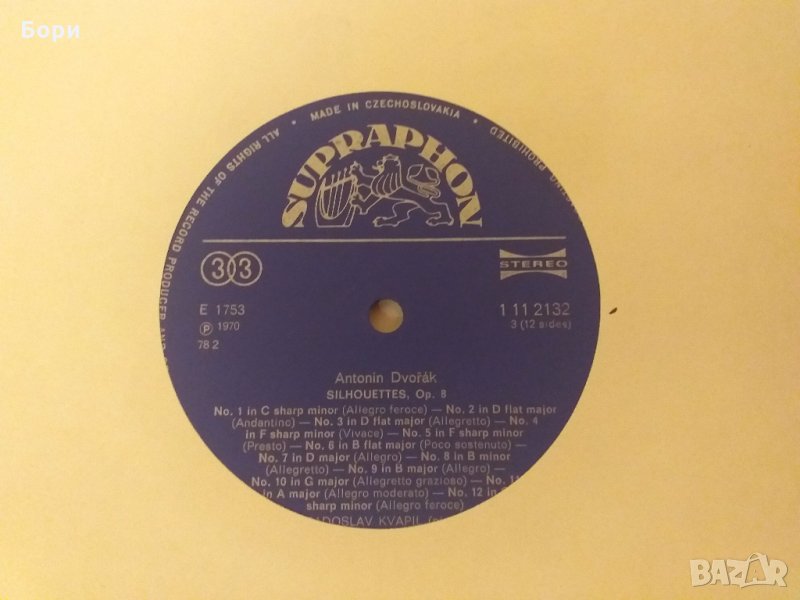 Бори
ALL RIGHTS OF THE RECORD PRODUCER AND
• MADE IN CZECHOSLOVAKIA •
PROHIBITED
SUPRAPHON
33
STEREO
E 1753
1 11 2132
℗ 1970
3 (12 sides)
78 2
Antonín Dvořák
SILHOUETTES, Op. 8
No. 1 in C sharp minor (Allegro feroce) — No. 2 in D flat major
(Andantino) — No. 3 in D flat major (Allegretto) — No. 4
in F sharp minor (Vivace) — No. 5 in F sharp minor
(Presto) — No. 6 in B flat major (Poco sostenuto) —
No. 7 in D major (Allegro) — No. 8 in B minor
(Allegretto) — No. 9 in B major (Allegro) —
No. 10 in G major (Allegretto grazioso) — No. 11
in A major (Allegro moderato) — No. 12 in
sharp minor (Allegro feroce)
RADOSLAV KVAPIL
BAZAR